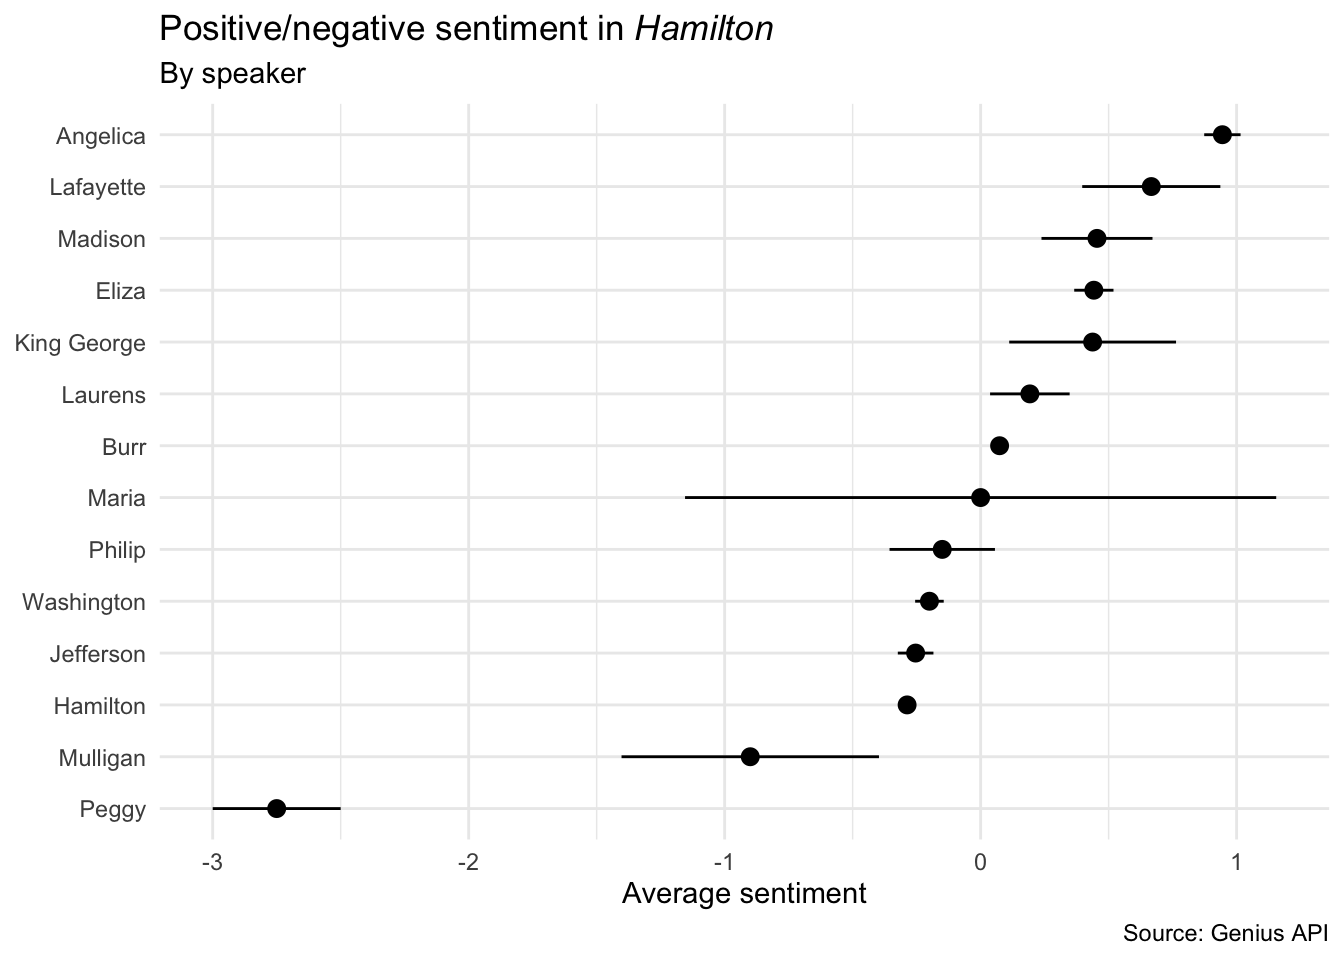 Positive/negative sentiment in Hamilton
By speaker
Angelica
Lafayette
Madison
Eliza
King George
Laurens
Burr
Maria
Philip
Washington
Jefferson
Hamilton
Mulligan
Peggy
-3 -2 -1 0 1
Average sentiment
Source: Genius API